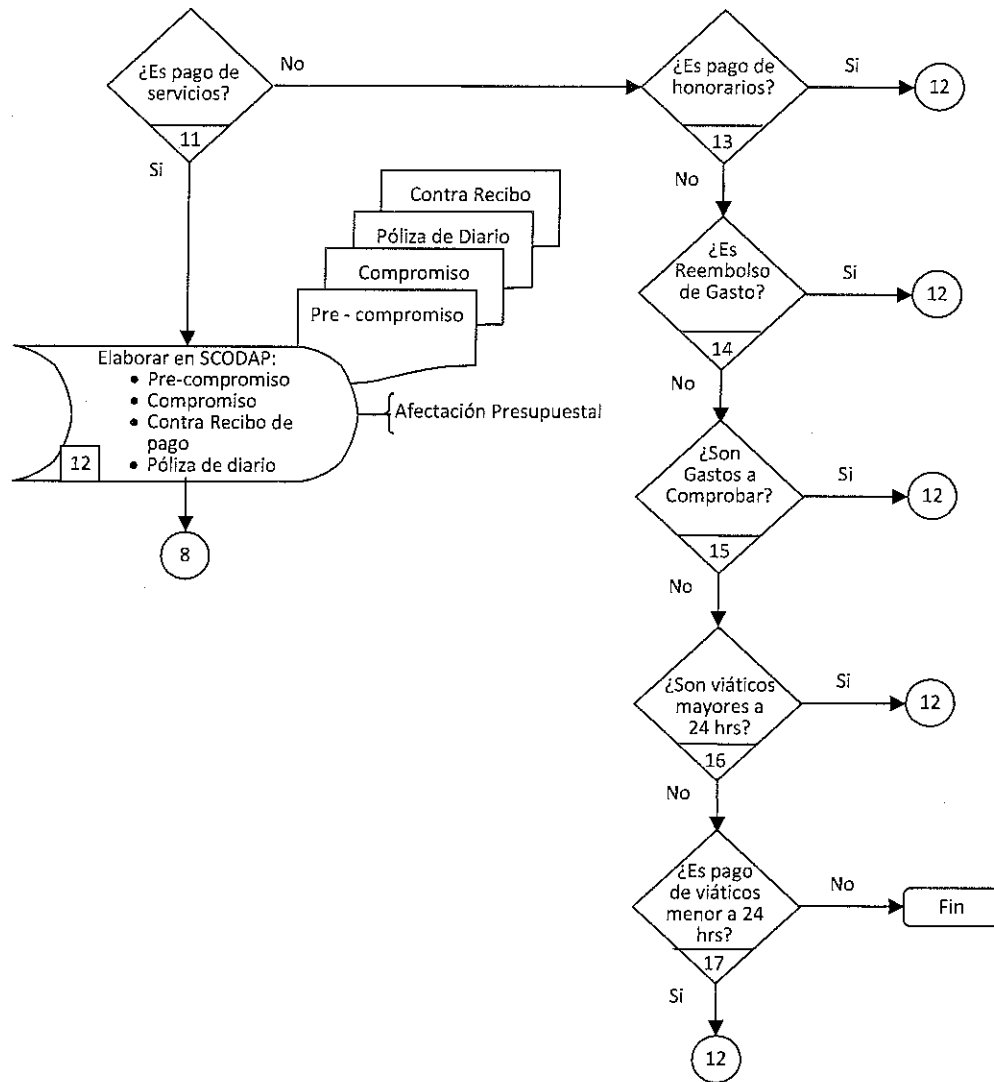 ¿Es pago de
servicios?
11
No
Si
¿Es pago de
honorarios?
13
Si
12
No
Contra Recibo
Póliza de Diario
Compromiso
Pre - compromiso
Elaborar en SCODAP:
• Pre-compromiso
• Compromiso
• Contra Recibo de
pago
• Póliza de diario
12
Afectación Presupuestal
8
¿Es
Reembolso
de Gasto?
14
Si
12
No
¿Son
Gastos a
Comprobar?
15
Si
12
No
¿Son viáticos
mayores a
24 hrs?
16
Si
12
No
¿Es pago
de viáticos
menor a 24
hrs?
17
No
Fin
Si
12